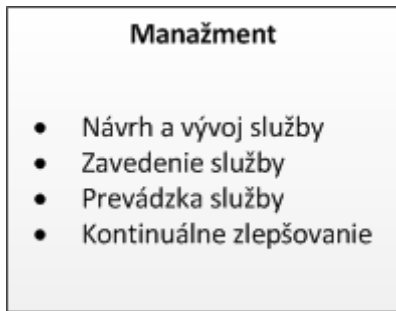 Manažment
• Návrh a vývoj služby
• Zavedenie služby
• Prevádzka služby
• Kontinuálne zlepšovanie